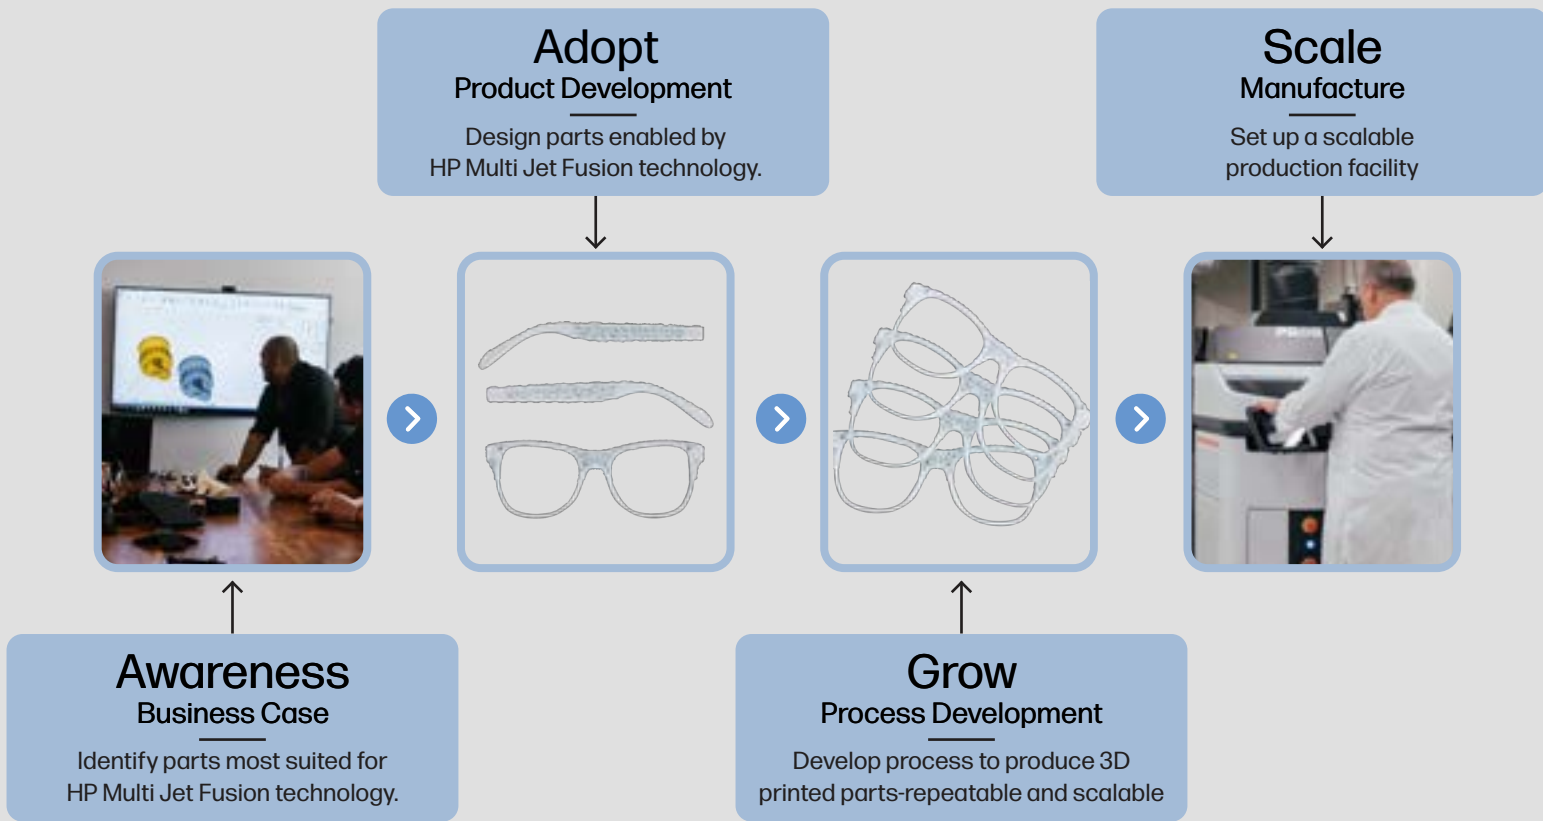 Adopt
Product Development
Design parts enabled by
HP Multi Jet Fusion technology.
Scale
Manufacture
Set up a scalable
production facility
Awareness
Business Case
Identify parts most suited for
HP Multi Jet Fusion technology.
Grow
Process Development
Develop process to produce 3D
printed parts-repeatable and scalable